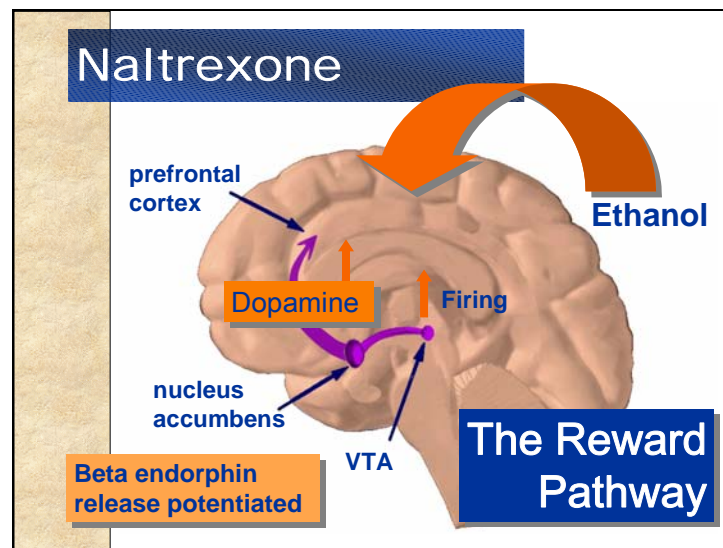 Naltrexone
prefrontal
cortex
Ethanol
Dopamine
Firing
nucleus
accumbens
VTA
Beta endorphin
release potentiated
The Reward
Pathway